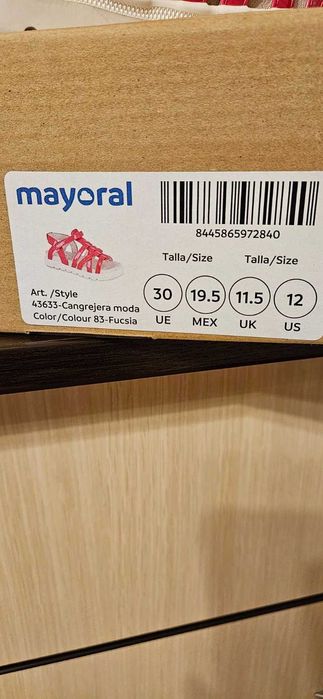 mayoral
8445865972840
Talla/Size Talla/Size
Art. /Style
43633-Cangrejera moda
Color/Colour 83-Fucsia
30 19.5 11.5 12
UE MEX UK US